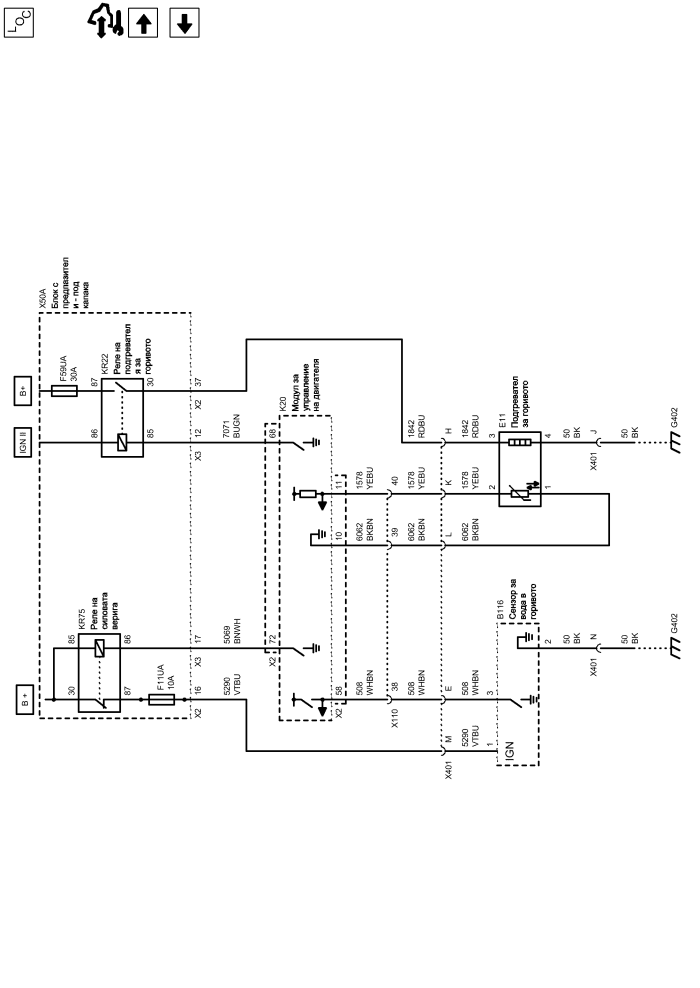 LOC
X50A
Блок с
предпазител
и - под
капака
B+
IGN II
B +
F59UA
30A
KR22
Реле на
подгревател
я за
горивото
87
30
86
85
KR75
Реле на
силовата
верига
85
86
30
87
F11UA
10A
37
X2
12
X3
17
X3
16
X2
7071
BUGN
5069
BNWH
5290
VTBU
K20
Модул за
управление
на двигателя
68
72
X2
11
10
58
X2
1578
YEBU
6062
BKBN
508
WHBN
40
39
38
X110
1842
RDBU
1578
YEBU
6062
BKBN
508
WHBN
H
K
L
E
M
X401
1842
RDBU
1578
YEBU
6062
BKBN
508
WHBN
5290
VTBU
E11
Подгревател
за горивото
3
2
4
1
B116
Сензор за
вода в
горивото
3
1
2
IGN
50
BK
J
X401
50
BK
G402
50
BK
N
X401
50
BK
G402